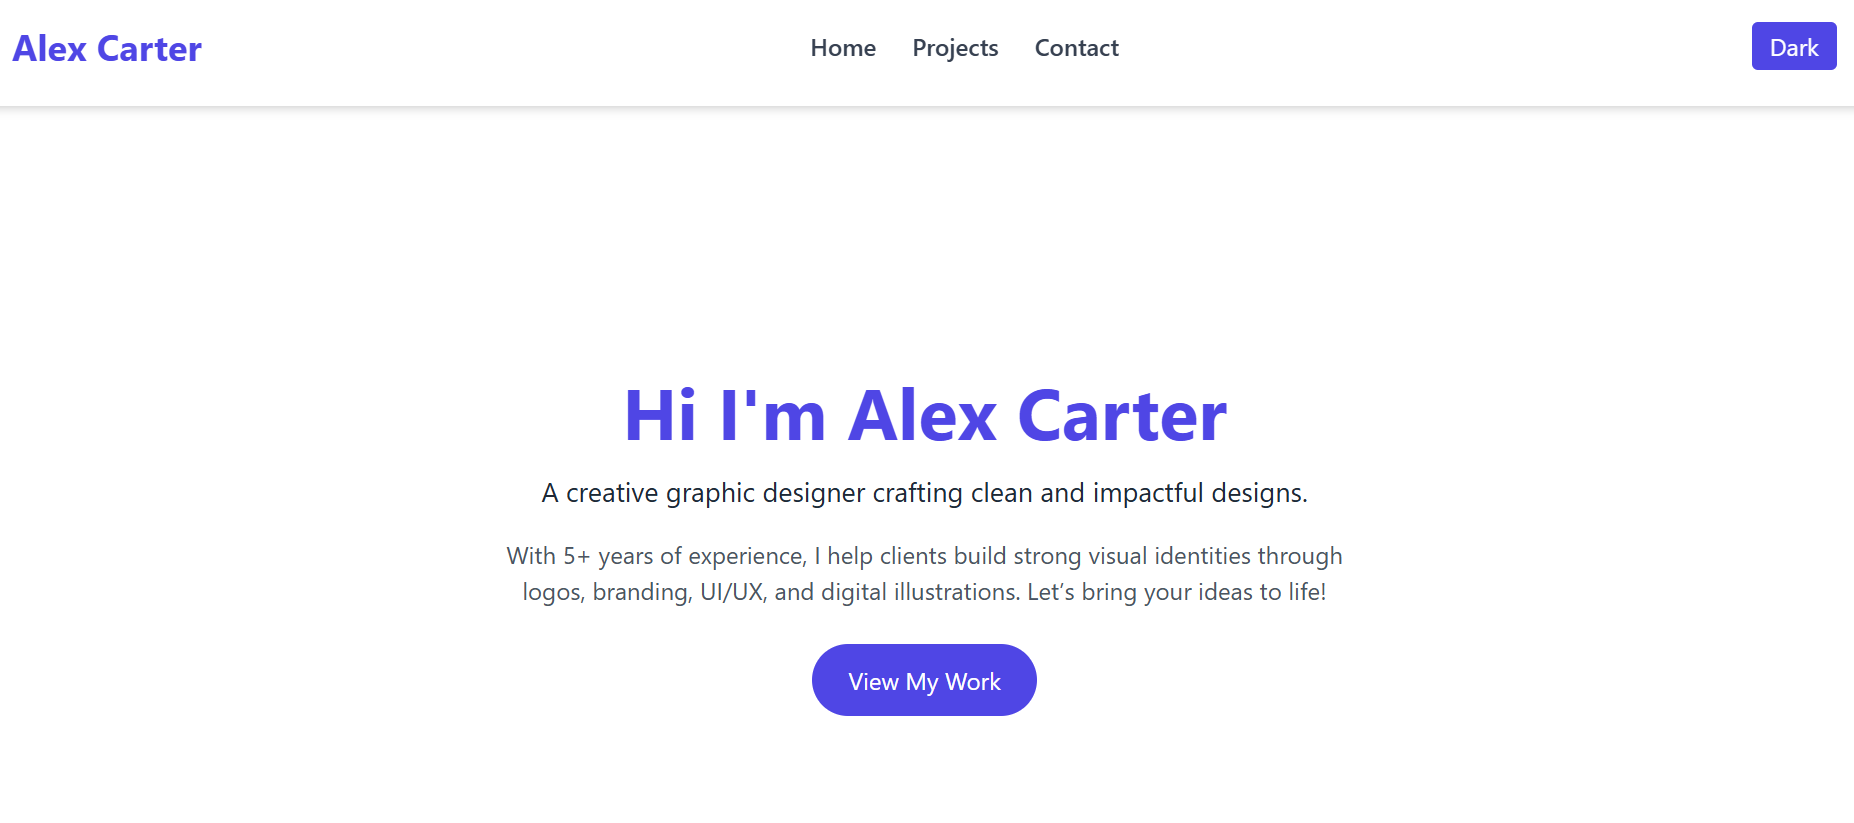 Alex Carter
Home Projects Contact
Dark
Hi I'm Alex Carter
A creative graphic designer crafting clean and impactful designs.
With 5+ years of experience, I help clients build strong visual identities through
logos, branding, UI/UX, and digital illustrations. Let’s bring your ideas to life!
View My Work